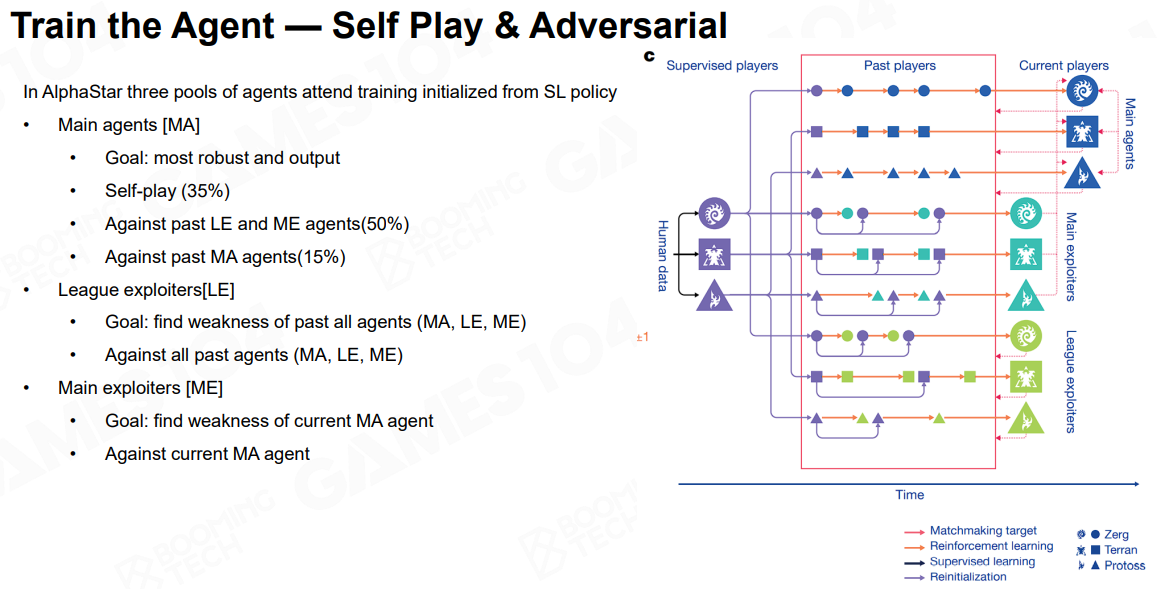 Train the Agent — Self Play & Adversarial
In AlphaStar three pools of agents attend training initialized from SL policy
• Main agents [MA]
• Goal: most robust and output
• Self-play (35%)
• Against past LE and ME agents(50%)
• Against past MA agents(15%)
• League exploiters[LE]
• Goal: find weakness of past all agents (MA, LE, ME)
• Against all past agents (MA, LE, ME)
• Main exploiters [ME]
• Goal: find weakness of current MA agent
• Against current MA agent
±1
c
Supervised players
Past players
Current players
Human data
Main agents
Main exploiters
League exploiters
Time
Matchmaking target
Reinforcement learning
Supervised learning
Reinitialization
Zerg
Terran
Protoss
GAMES104
BOOMING
TECH